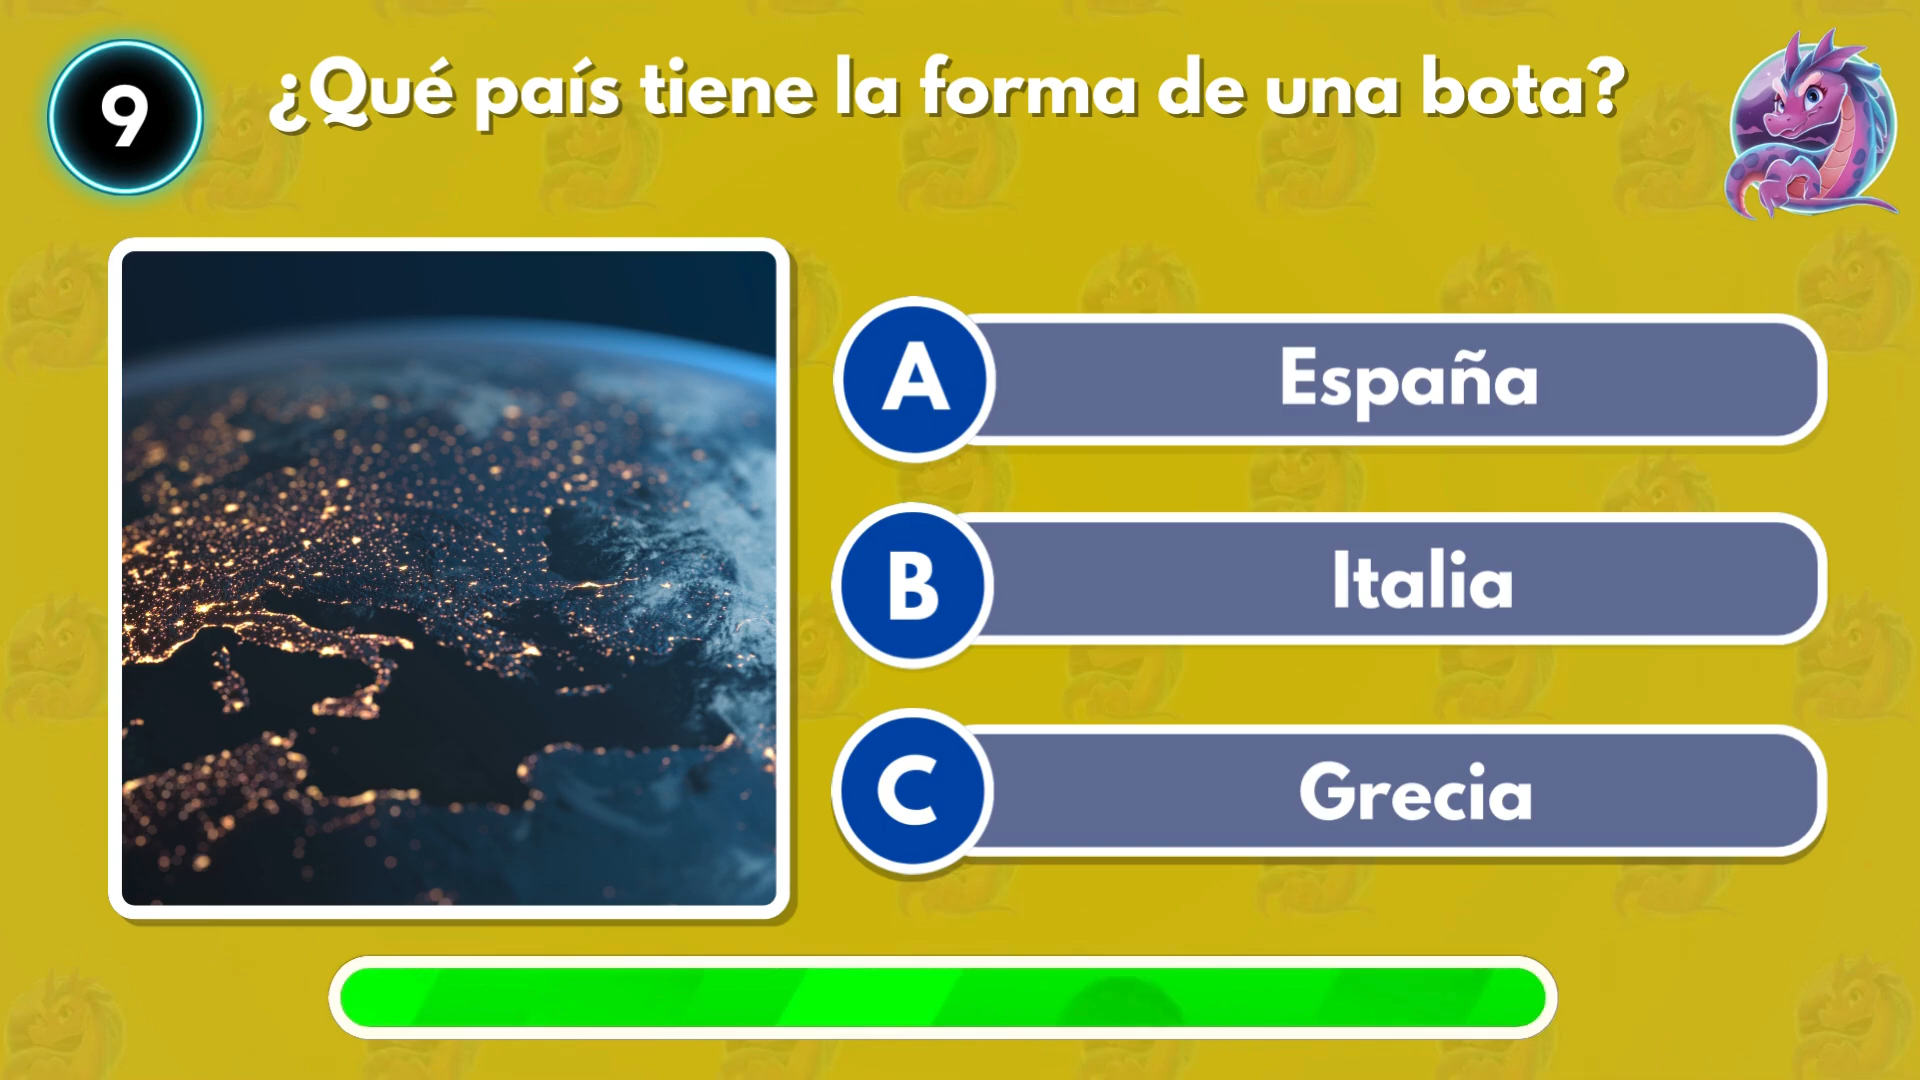 9
¿Qué país tiene la forma de una bota?
A
España
B
Italia
C
Grecia